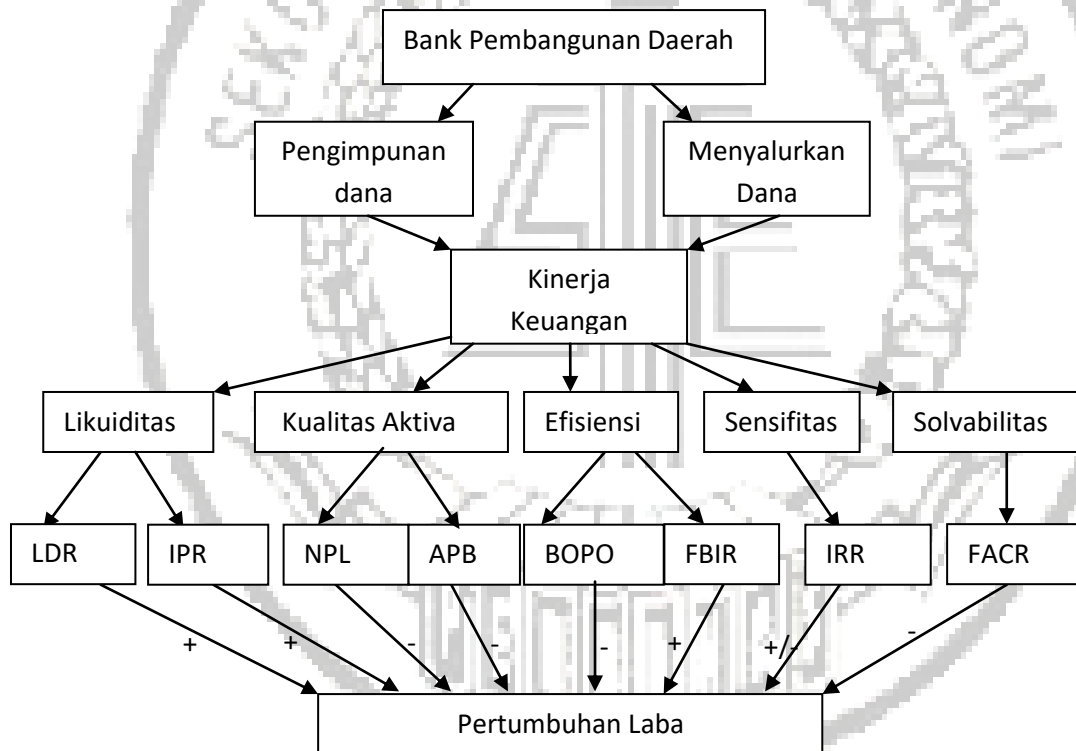 Bank Pembangunan Daerah
Pengimpunan
dana
Menyalurkan
Dana
Kinerja
Keuangan
Likuiditas
Kualitas Aktiva
Efisiensi
Sensifitas
Solvabilitas
LDR
IPR
NPL
APB
BOPO
FBIR
IRR
FACR
+
+
-
-
-
+
+/-
-
Pertumbuhan Laba